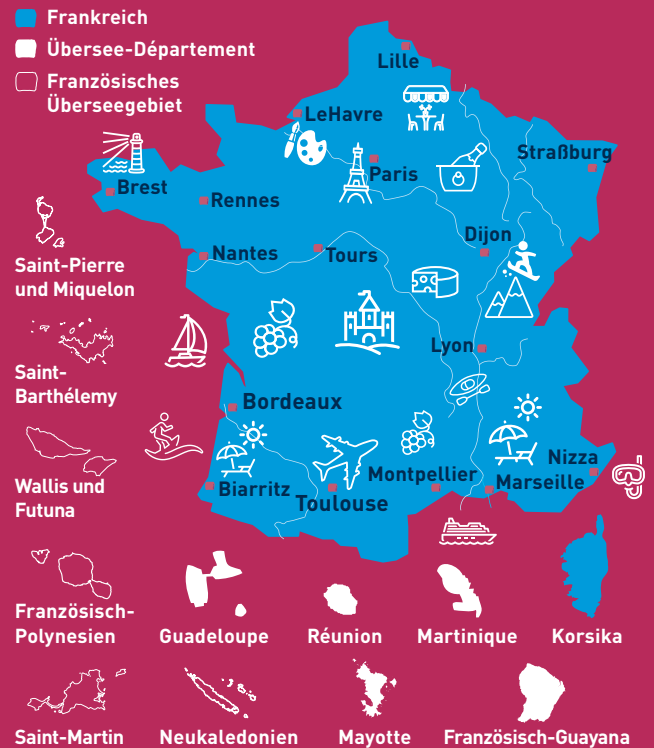 Frankreich
Übersee-Département
Französisches
Überseegebiet
Lille
LeHavre
Paris
Straßburg
Brest
Rennes
Dijon
Nantes
Tours
Saint-Pierre
und Miquelon
Lyon
Saint-
Barthélemy
Bordeaux
Nizza
Montpellier
Marseille
Biarritz
Toulouse
Wallis und
Futuna
Französisch-
Polynesien
Guadeloupe
Réunion
Martinique
Korsika
Saint-Martin
Neukaledonien
Mayotte
Französisch-Guayana